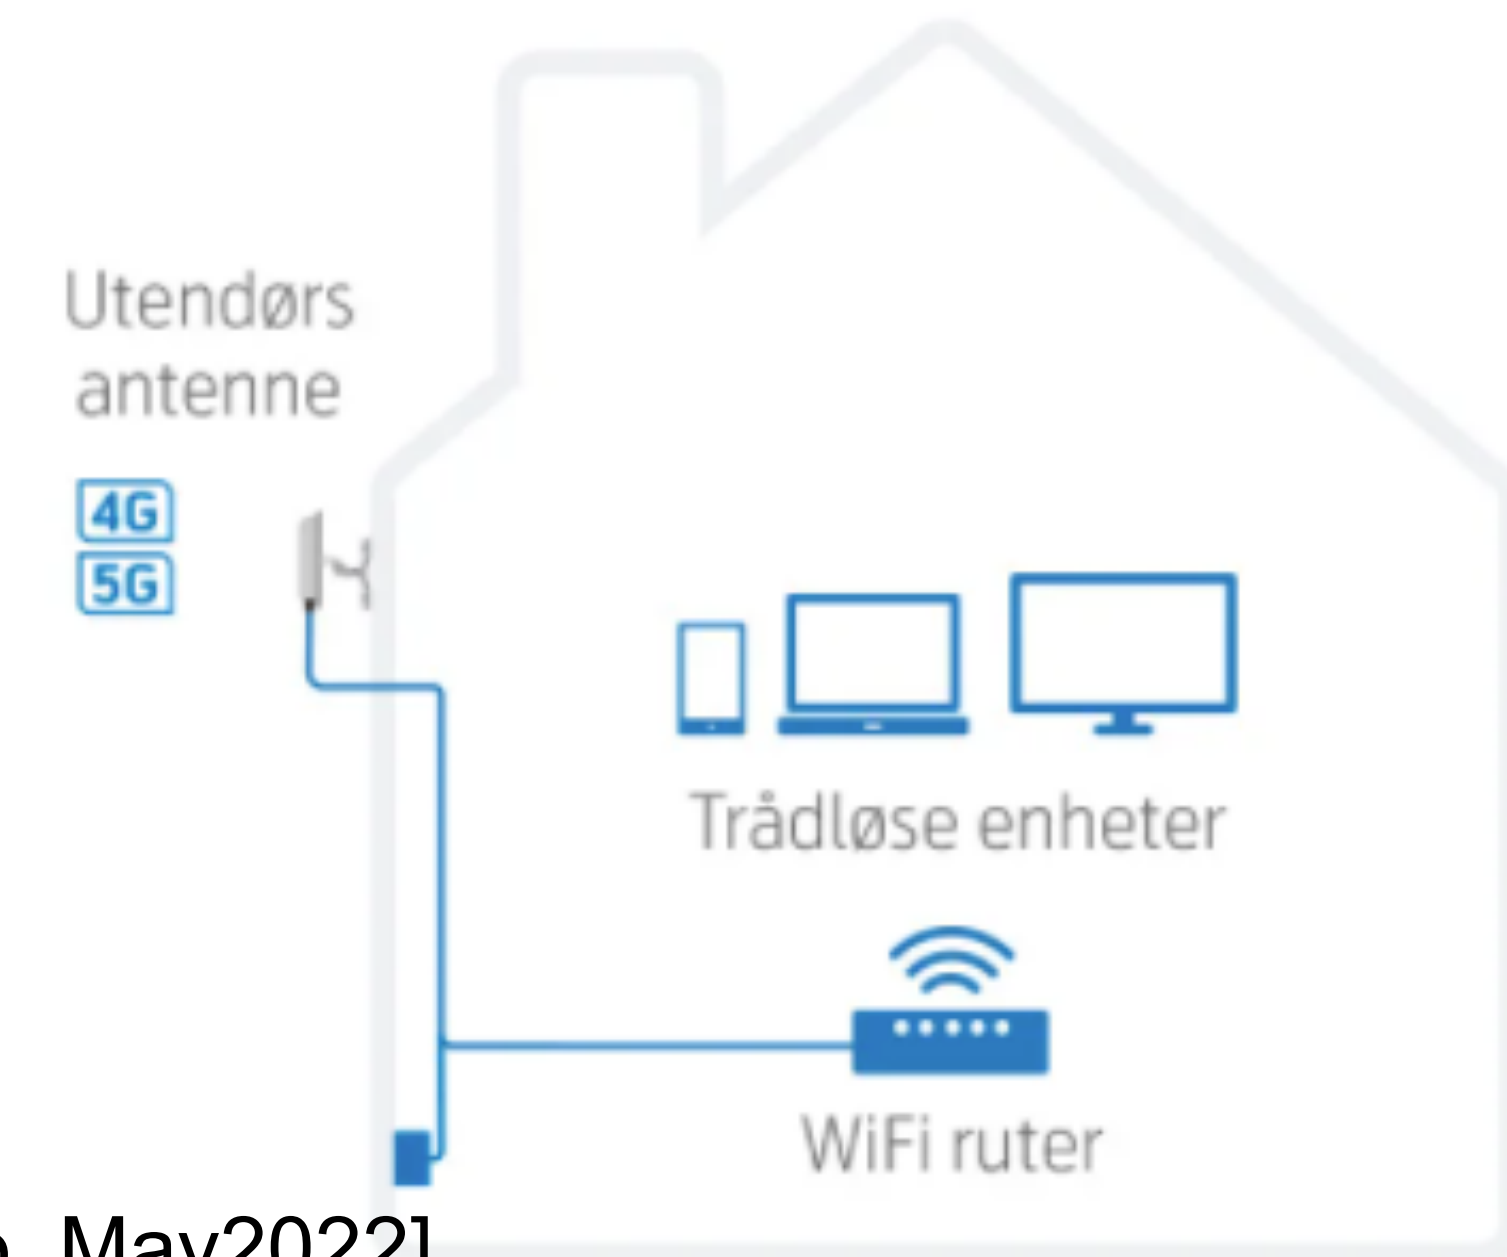 Utendørs
antenne
4G
5G
Trådløse enheter
WiFi ruter
May2022]